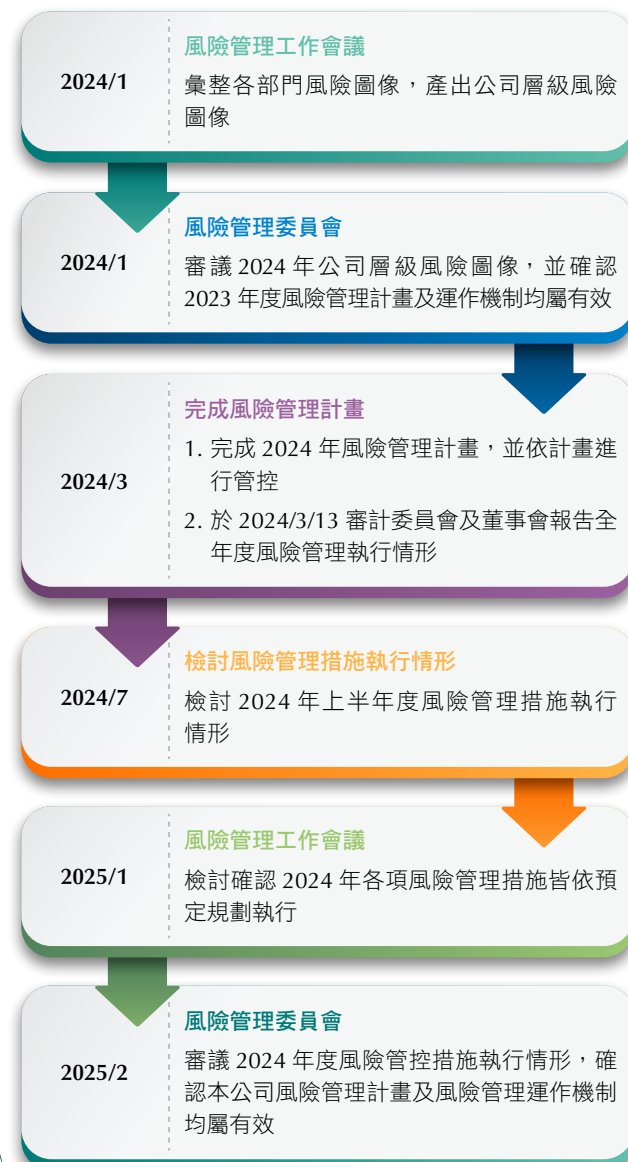 風險管理工作會議
2024/1
彙整各部門風險圖像，產出公司層級風險
圖像
風險管理委員會
2024/1
審議 2024 年公司層級風險圖像，並確認
2023 年度風險管理計畫及運作機制均屬有效
完成風險管理計畫
1. 完成 2024 年風險管理計畫，並依計畫進
行管控
2024/3
2. 於 2024/3/13 審計委員會及董事會報告全
年度風險管理執行情形
檢討風險管理措施執行情形
2024/7
檢討 2024 年上半年度風險管理措施執行
情形
風險管理工作會議
2025/1
檢討確認 2024 年各項風險管理措施皆依預
定規劃執行
風險管理委員會
2025/2
審議 2024 年度風險管控措施執行情形，確
認本公司風險管理計畫及風險管理運作機制
均屬有效